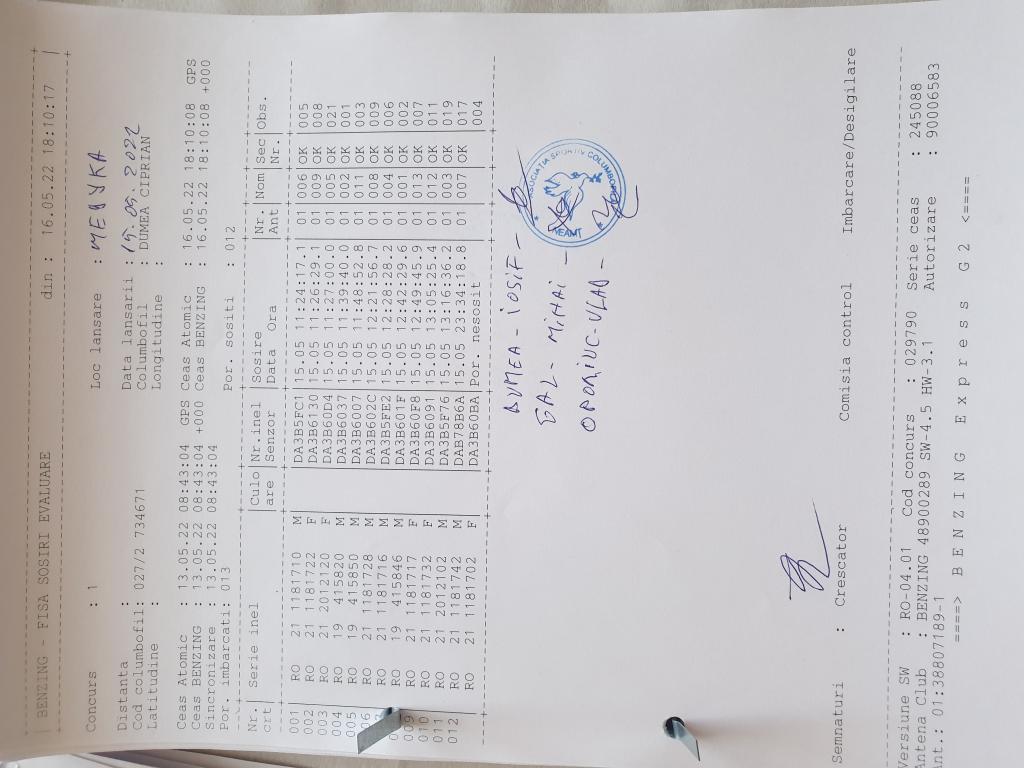 BENZING - FISA SOSIRI EVALUARE din : 16.05.22 18:10:17
Concurs : 1 Loc lansare :
Distanta : Data lansarii : 15.05.2022
Cod columbofil: 027/2 734671 Columbofil : DUMEA CIPRIAN
Latitudine : Longitudine :
Ceas Atomic : 13.05.22 08:43:04 GPS Ceas Atomic : 16.05.22 18:10:08 GPS
Ceas BENZING : 13.05.22 08:43:04 +000 Ceas BENZING : 16.05.22 18:10:08 +000
Sincronizare : 13.05.22 08:43:04
Por. imbarcati: 013 Por. sositi : 012
Nr. Serie inel |Culo|Nr.inel |Sosire |Nr. |Nom|Sec|Obs.
crt |are |Senzor |Data Ora |Ant | |Nr.|
001 RO 21 1181710 M DA3B5FC1 15.05 11:24:17.1 01 006 OK 005
002 RO 21 1181722 F DA3B6130 15.05 11:26:29.1 01 009 OK 008
003 RO 21 2012120 F DA3B60D4 15.05 11:27:00.0 01 005 OK 021
004 RO 19 415820 M DA3B6037 15.05 11:39:40.0 01 002 OK 001
005 RO 19 415850 M DA3B6007 15.05 11:48:52.8 01 011 OK 003
RO 21 1181728 M DA3B602C 15.05 12:21:56.7 01 008 OK 009
RO 21 1181716 M DA3B5FE2 15.05 12:28:28.2 01 004 OK 006
RO 19 415846 M DA3B601F 15.05 12:42:29.6 01 001 OK 002
009 RO 21 1181717 F DA3B60F8 15.05 12:49:45.9 01 013 OK 007
010 RO 21 1181732 F DA3B6091 15.05 13:05:25.4 01 012 OK 011
011 RO 21 2012102 M DA3B5F76 15.05 13:16:36.2 01 003 OK 019
012 RO 21 1181742 M DAB78B6A 15.05 23:34:18.8 01 007 OK 017
RO 21 1181702 F DA3B60BA Por. nesosit 004
DUMEA - IOSIF -
GAL - MIHAI -
-VLAD -
ASOCIATIA SPORTIV COLUMBOFILA
NEAMT
Semnaturi : Crescator Comisia control Imbarcare/Desigilare
Versiune SW : RO-04.01 Cod concurs : 029790 Serie ceas : 245088
Antena Club : BENZING 48900289 SW-4.5 HW-3.1 Autorizare : 90006583
Ant.: 01:38807189-1
====> B E N Z I N G E x p r e s s G 2 <====